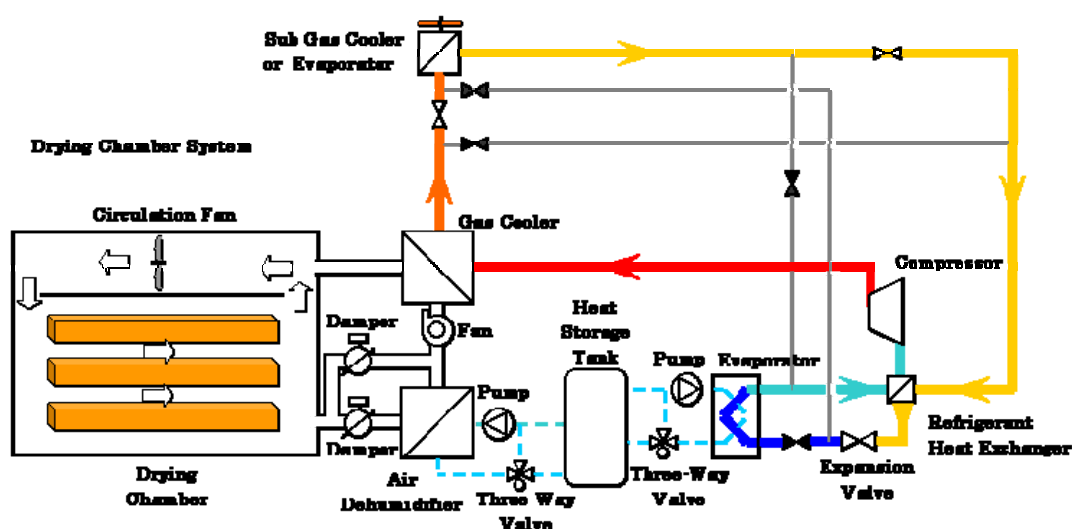 Sub Gas Cooler
or Evaporator
Drying Chamber System
Circulation Fan
Gas Cooler
Compressor
Damper
Fan
Heat
Storage
Tank
Pump
Evaporator
Pump
Damper
Refrigerant
Heat Exchanger
Drying
Chamber
Air
Dehumidifier
Three Way
Valve
Three-Way
Valve
Expansion
Valve